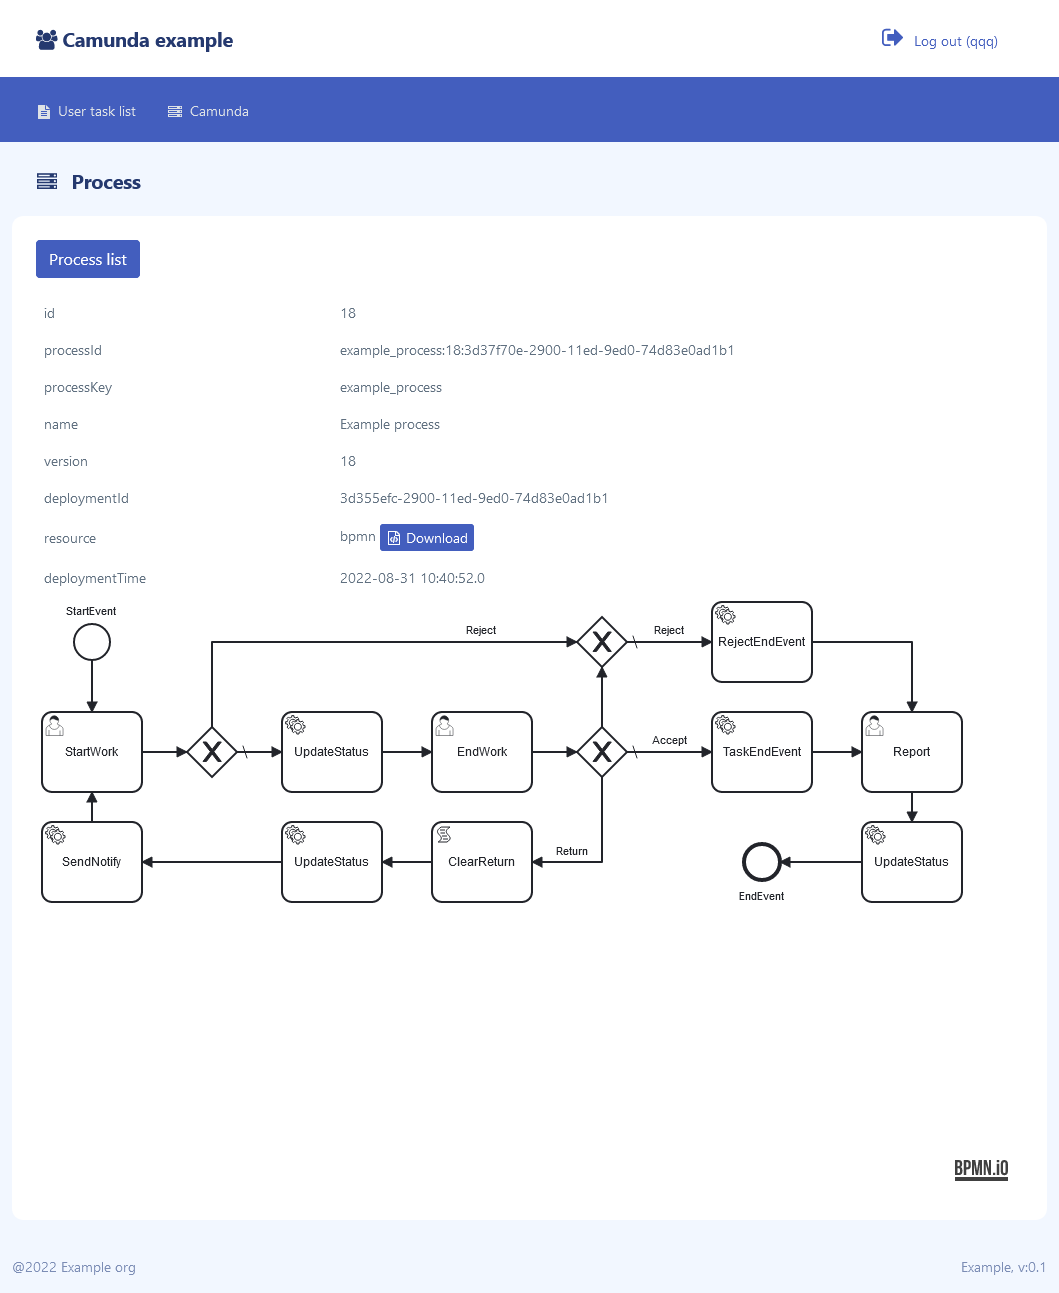 Camunda example
Log out (qqq)
User task list
Camunda
Process
Process list
id 18
processId example_process:18:3d37f70e-2900-11ed-9ed0-74d83e0ad1b1
processKey example_process
name Example process
version 18
deploymentId 3d355efc-2900-11ed-9ed0-74d83e0ad1b1
resource bpmn Download
deploymentTime 2022-08-31 10:40:52.0
StartEvent
Reject
Reject
RejectEndEvent
StartWork
UpdateStatus
EndWork
Accept
TaskEndEvent
Report
SendNotify
UpdateStatus
ClearReturn
Return
EndEvent
UpdateStatus
BPMN.iO
@2022 Example org
Example, v:0.1